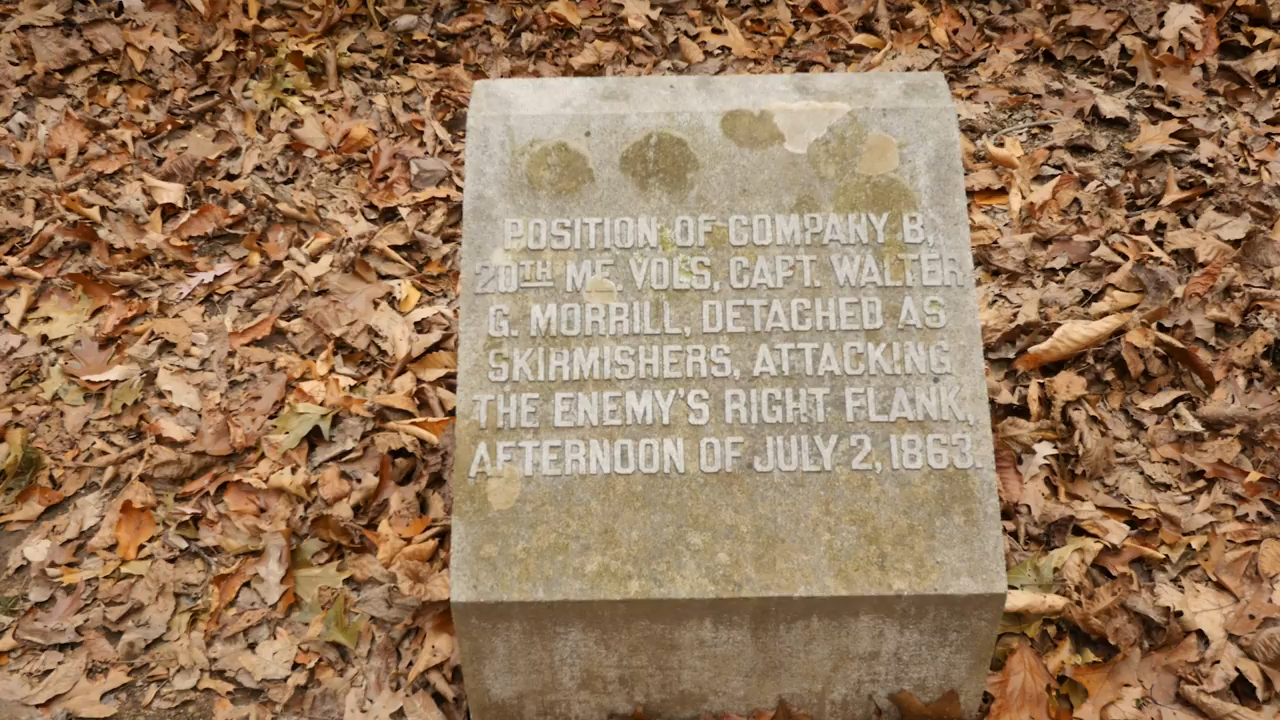 POSITION OF COMPANY B,
20TH ME. VOLS, CAPT. WALTER
G. MORRILL, DETACHED AS
SKIRMISHERS, ATTACKING
THE ENEMY'S RIGHT FLANK,
AFTERNOON OF JULY 2, 1863.